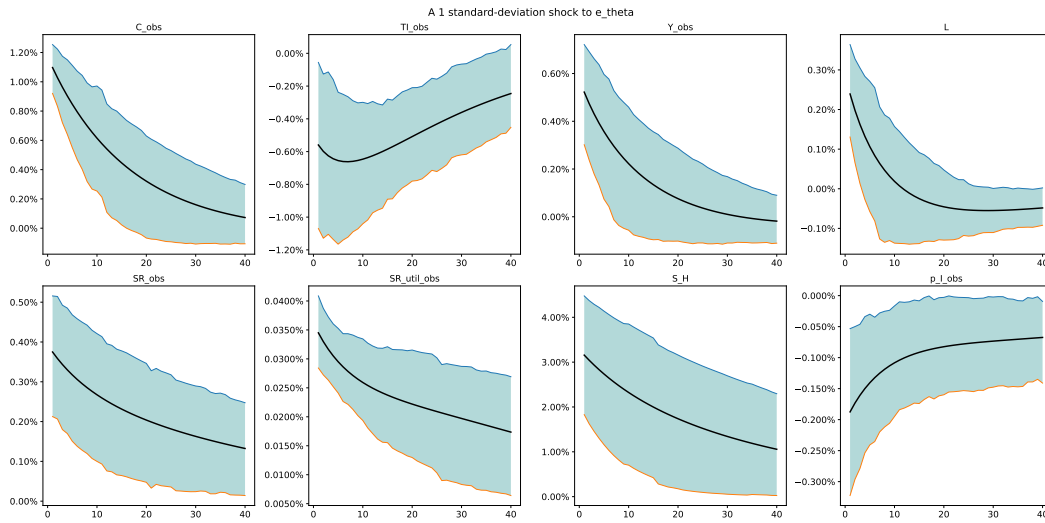 A 1 standard-deviation shock to e_theta
C_obs
1.20%
1.00%
0.80%
0.60%
0.40%
0.20%
0.00%
0 10 20 30 40
TI_obs
0.00%
−0.20%
−0.40%
−0.60%
−0.80%
−1.00%
−1.20%
0 10 20 30 40
Y_obs
0.60%
0.40%
0.20%
0.00%
0 10 20 30 40
L
0.30%
0.20%
0.10%
0.00%
−0.10%
0 10 20 30 40
SR_obs
0.50%
0.40%
0.30%
0.20%
0.10%
0.00%
0 10 20 30 40
SR_util_obs
0.0400%
0.0350%
0.0300%
0.0250%
0.0200%
0.0150%
0.0100%
0.0050%
0 10 20 30 40
S_H
4.00%
3.00%
2.00%
1.00%
0.00%
0 10 20 30 40
p_I_obs
0.000%
−0.050%
−0.100%
−0.150%
−0.200%
−0.250%
−0.300%
0 10 20 30 40